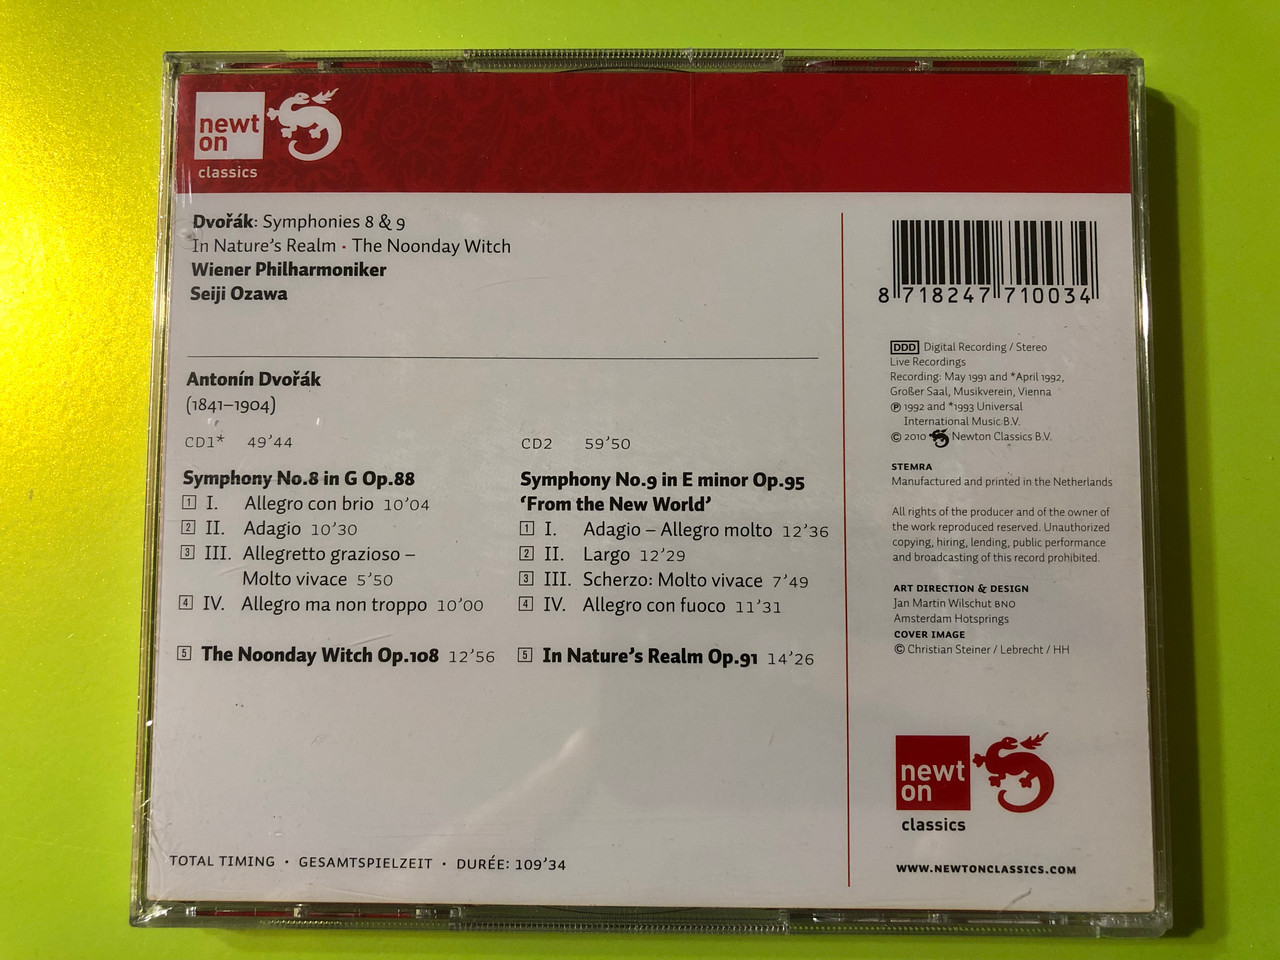 newt
on
classics
Dvořák: Symphonies 8 & 9
In Nature's Realm · The Noonday Witch
Wiener Philharmoniker
Seiji Ozawa
Antonín Dvořák
(1841–1904)
CD1* 49'44
Symphony No.8 in G Op.88
1 I. Allegro con brio 10'04
2 II. Adagio 10'30
3 III. Allegretto grazioso –
Molto vivace 5'50
4 IV. Allegro ma non troppo 10'00
5 The Noonday Witch Op.108 12'56
CD2 59'50
Symphony No.9 in E minor Op.95
‘From the New World’
1 I. Adagio – Allegro molto 12'36
2 II. Largo 12'29
3 III. Scherzo: Molto vivace 7'49
4 IV. Allegro con fuoco 11'31
5 In Nature's Realm Op.91 14'26
TOTAL TIMING · GESAMTSPIELZEIT · DURÉE: 109'34
8 718247 710034
DDD Digital Recording / Stereo
Live Recordings
Recording: May 1991 and *April 1992,
Großer Saal, Musikverein, Vienna
℗ 1992 and *1993 Universal
International Music B.V.
© 2010 Newton Classics B.V.
STEMRA
Manufactured and printed in the Netherlands
All rights of the producer and of the owner of
the work reproduced reserved. Unauthorized
copying, hiring, lending, public performance
and broadcasting of this record prohibited.
ART DIRECTION & DESIGN
Jan Martin Wilschut BNO
Amsterdam Hotsprings
COVER IMAGE
© Christian Steiner / Lebrecht / HH
newt
on
classics
WWW.NEWTONCLASSICS.COM